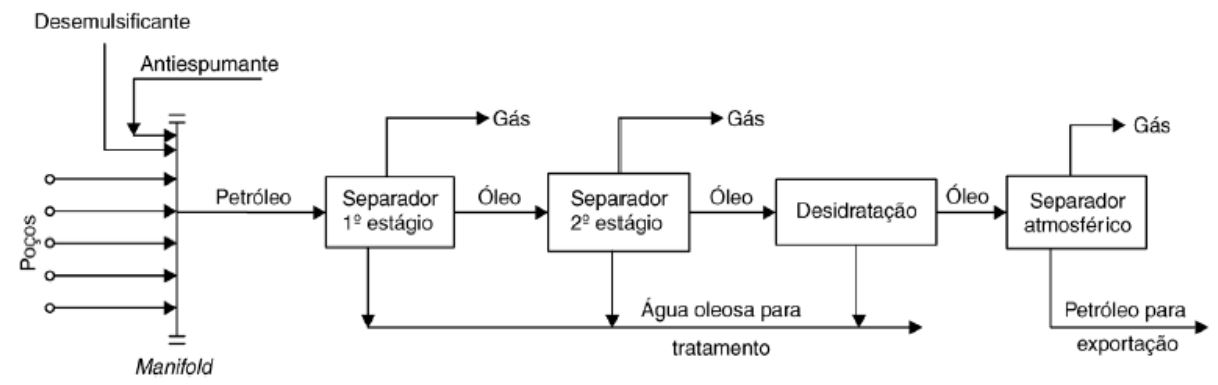 Desemulsificante
Antiespumante
Gás
Gás
Gás
Petróleo
Separador
1º estágio
Óleo
Separador
2º estágio
Óleo
Desidratação
Óleo
Separador
atmosférico
Poços
Água oleosa para
tratamento
Petróleo para
exportação
Manifold